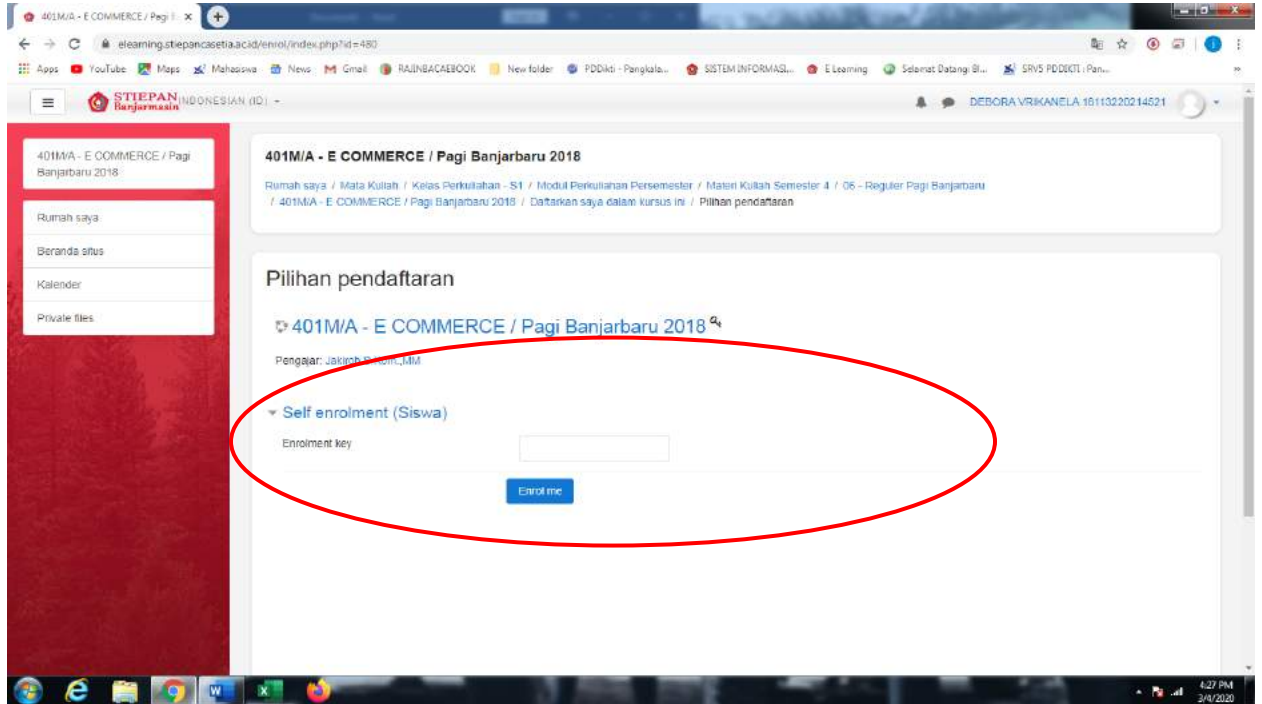 401M/A - E COMMERCE / Pagi
elearning.stiepancasetia.ac.id/enrol/index.php?id=480
Apps YouTube Maps Mahasiswa News Gmail RAJINBACAEBOOK New folder PDDikti - Pangkala... SISTEM INFORMASI... E Learning Selamat Datang di... SRV5 PDDIKTI : Pan...
STIEPAN Banjarmasin INDONESIAN (ID)
DEBORA VRIKANELA 16113220214521
401M/A - E COMMERCE / Pagi
Banjarbaru 2018
Rumah saya
Beranda situs
Kalender
Private files
401M/A - E COMMERCE / Pagi Banjarbaru 2018
Rumah saya / Mata Kuliah / Kelas Perkuliahan - S1 / Modul Perkuliahan Persemester / Materi Kuliah Semester 4 / 06 - Reguler Pagi Banjarbaru
/ 401M/A - E COMMERCE / Pagi Banjarbaru 2018 / Daftarkan saya dalam kursus ini / Pilihan pendaftaran
Pilihan pendaftaran
401M/A - E COMMERCE / Pagi Banjarbaru 2018
Pengajar: Jakiroh MM
Self enrolment (Siswa)
Enrolment key
Enrol me
4:27 PM
3/4/2020